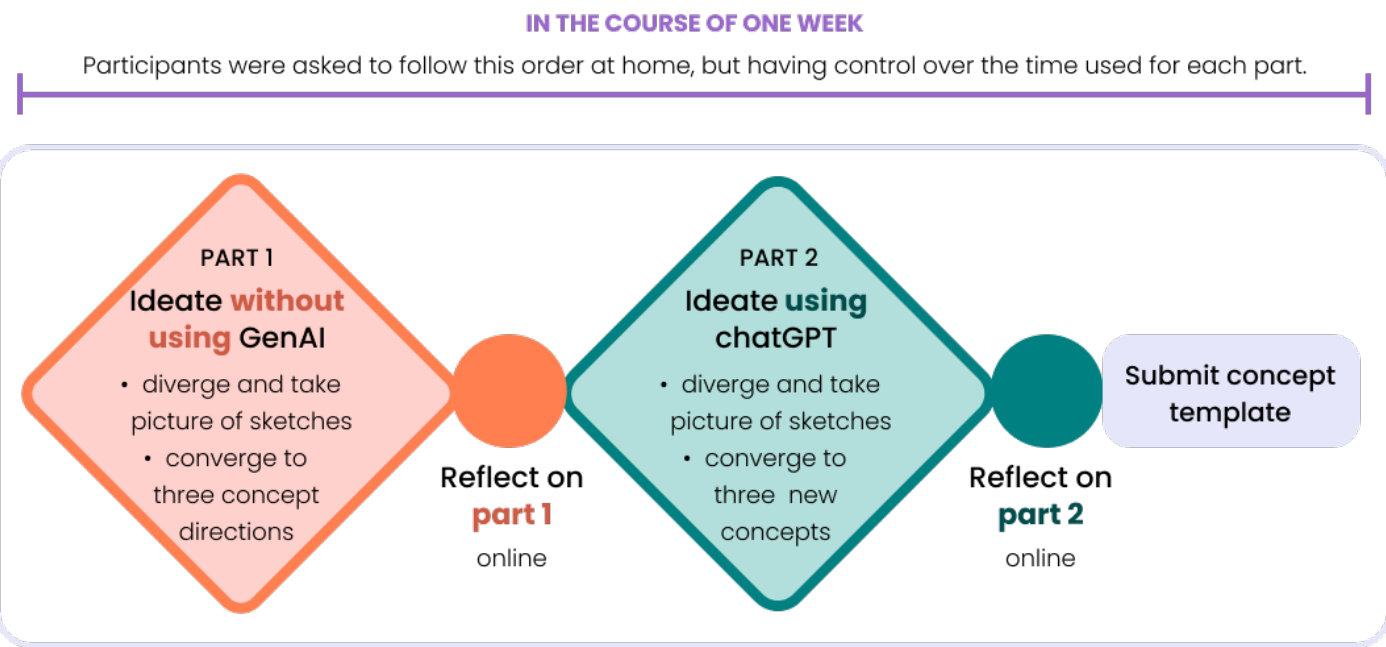 IN THE COURSE OF ONE WEEK
Participants were asked to follow this order at home, but having control over the time used for each part.
PART 1
Ideate without
using GenAI
• diverge and take
picture of sketches
• converge to
three concept
directions
Reflect on
part 1
online
PART 2
Ideate using
chatGPT
• diverge and take
picture of sketches
• converge to
three new
concepts
Reflect on
part 2
online
Submit concept
template